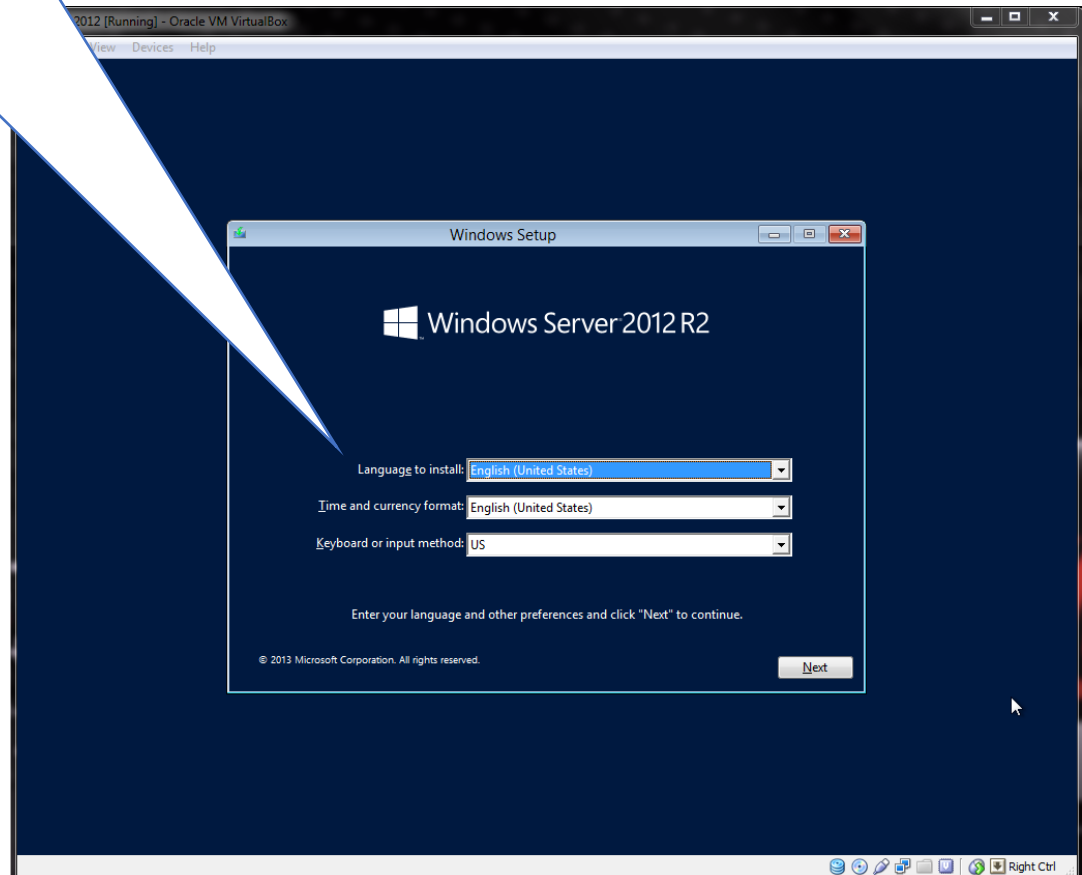 2012 [Running] - Oracle VM VirtualBox
View Devices Help
Windows Setup
Windows Server 2012 R2
Language to install: English (United States)
Time and currency format: English (United States)
Keyboard or input method: US
Enter your language and other preferences and click "Next" to continue.
© 2013 Microsoft Corporation. All rights reserved.
Next
Right Ctrl